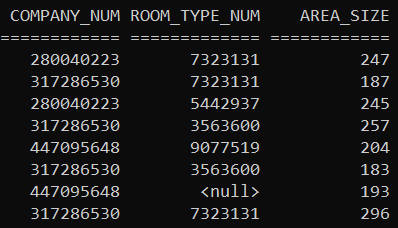 COMPANY_NUM ROOM_TYPE_NUM AREA_SIZE
============ ============= ============
280040223 7323131 247
317286530 7323131 187
280040223 5442937 245
317286530 3563600 257
447095648 9077519 204
317286530 3563600 183
447095648 <null> 193
317286530 7323131 296